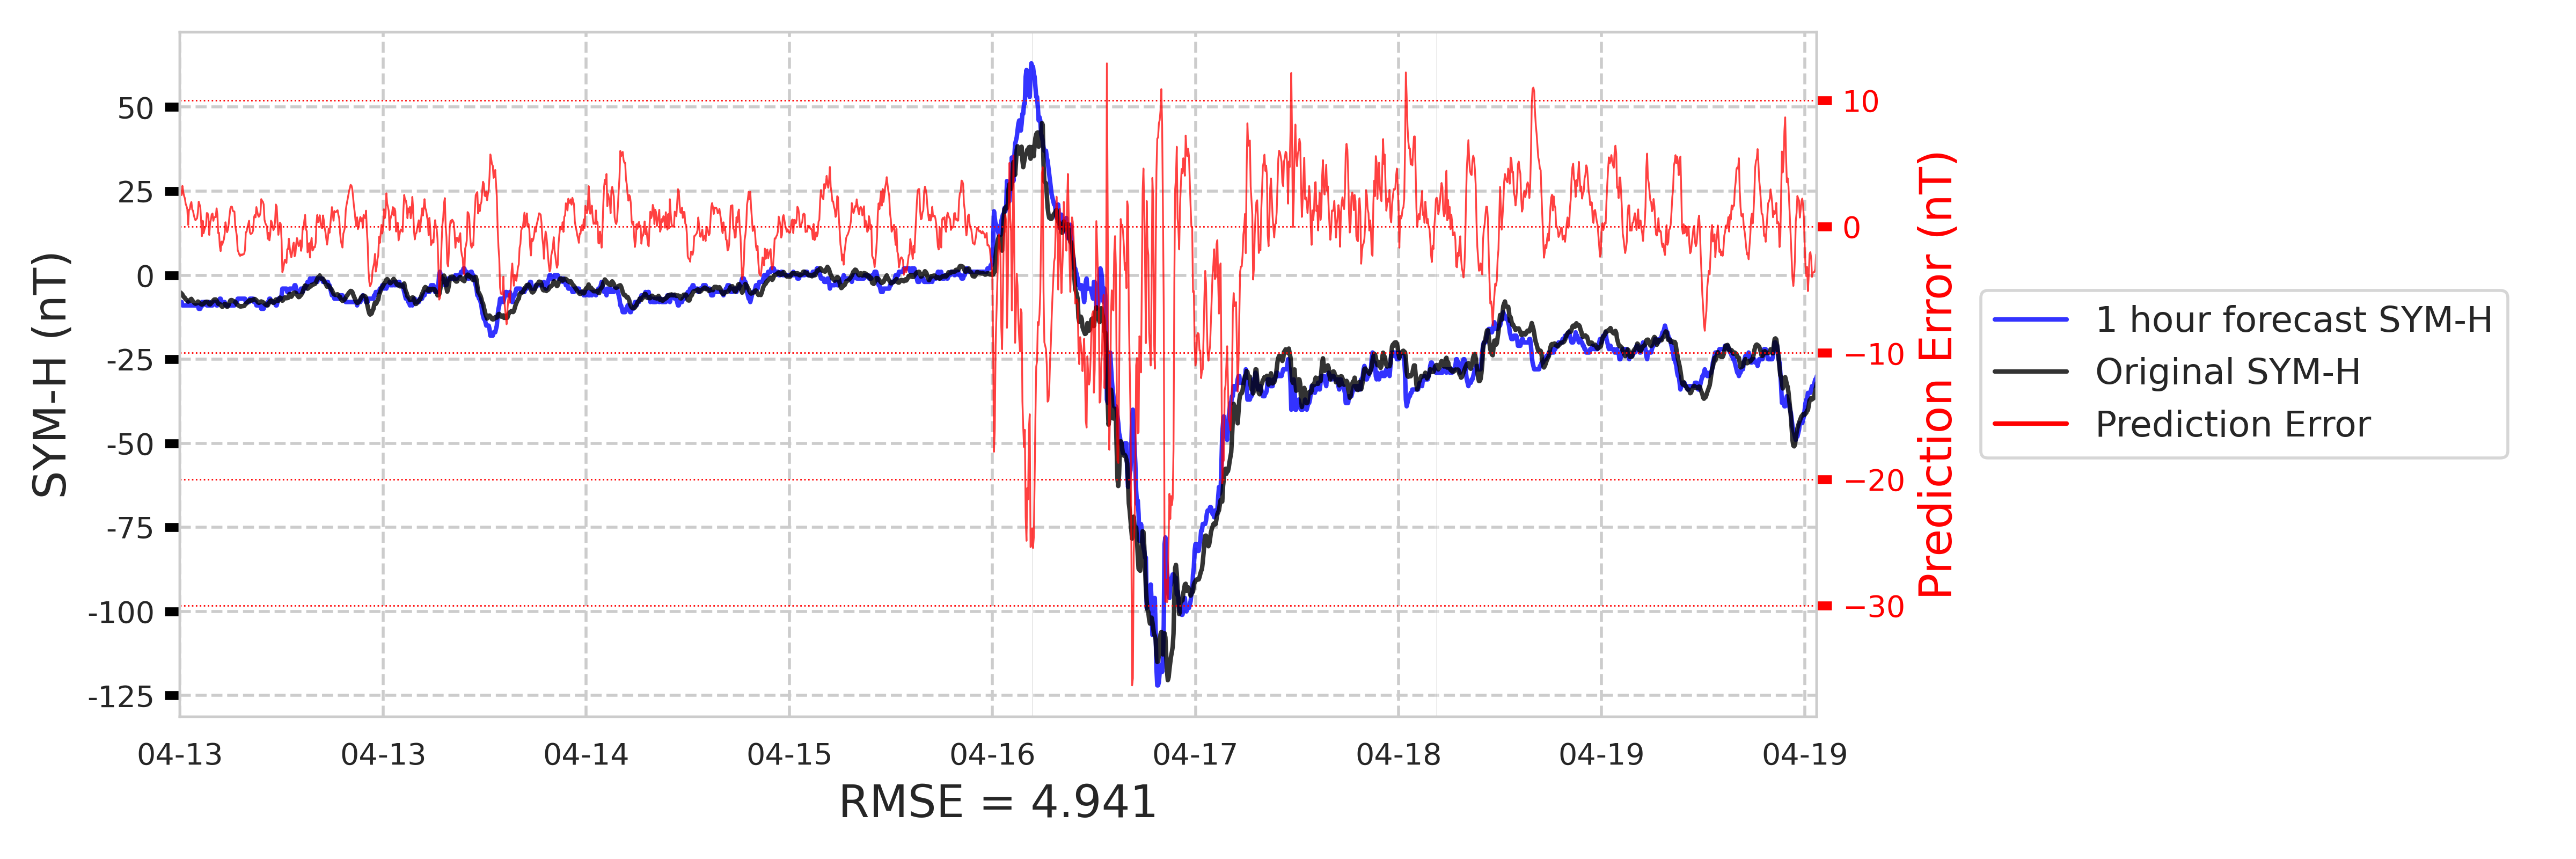 SYM-H (nT)
50
25
0
-25
-50
-75
-100
-125
10
0
−10
−20
−30
Prediction Error (nT)
1 hour forecast SYM-H
Original SYM-H
Prediction Error
04-13 04-13 04-14 04-15 04-16 04-17 04-18 04-19 04-19
RMSE = 4.941